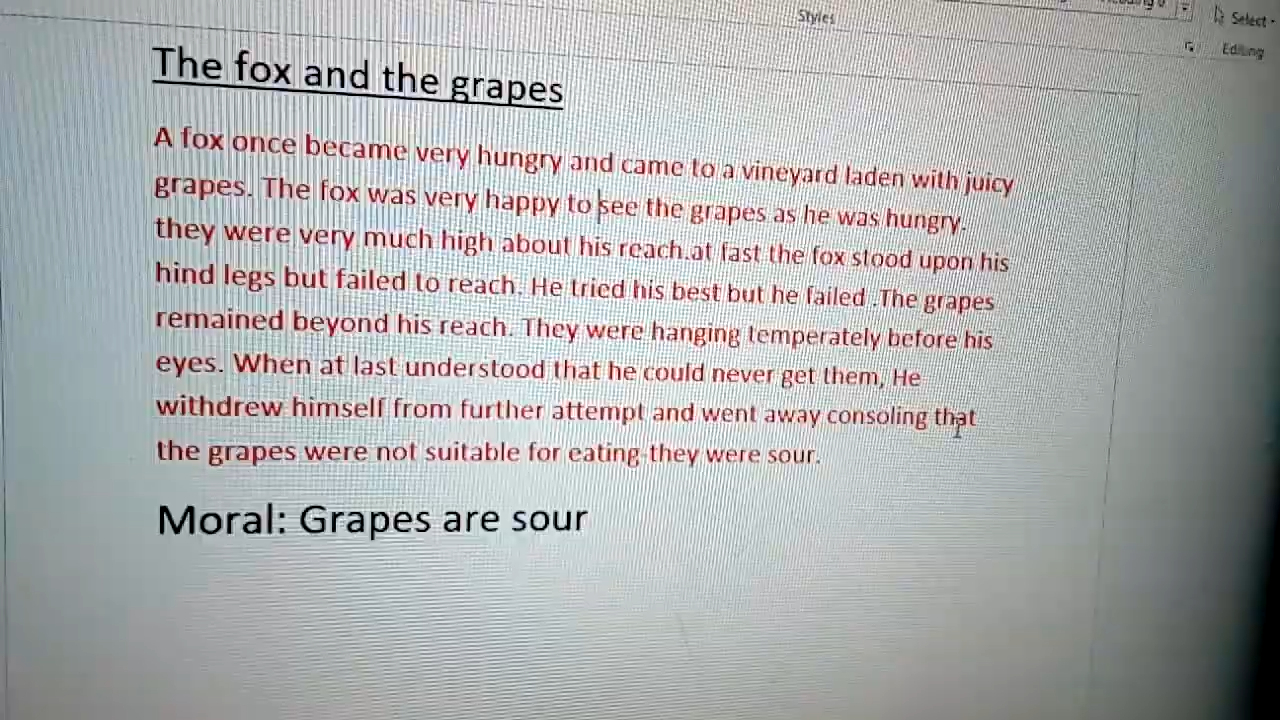 Styles
Select
Editing
The fox and the grapes
A fox once became very hungry and came to a vineyard laden with juicy
grapes. The fox was very happy to see the grapes as he was hungry.
they were very much high about his reach.at fast the fox stood upon his
hind legs but failed to reach. He tried his best but he failed .The grapes
remained beyond his reach. They were hanging temperately before his
eyes. When at last understood that he could never get them, He
withdrew himself from further attempt and went away consoling that
the grapes were not suitable for eating-they were sour.
Moral: Grapes are sour